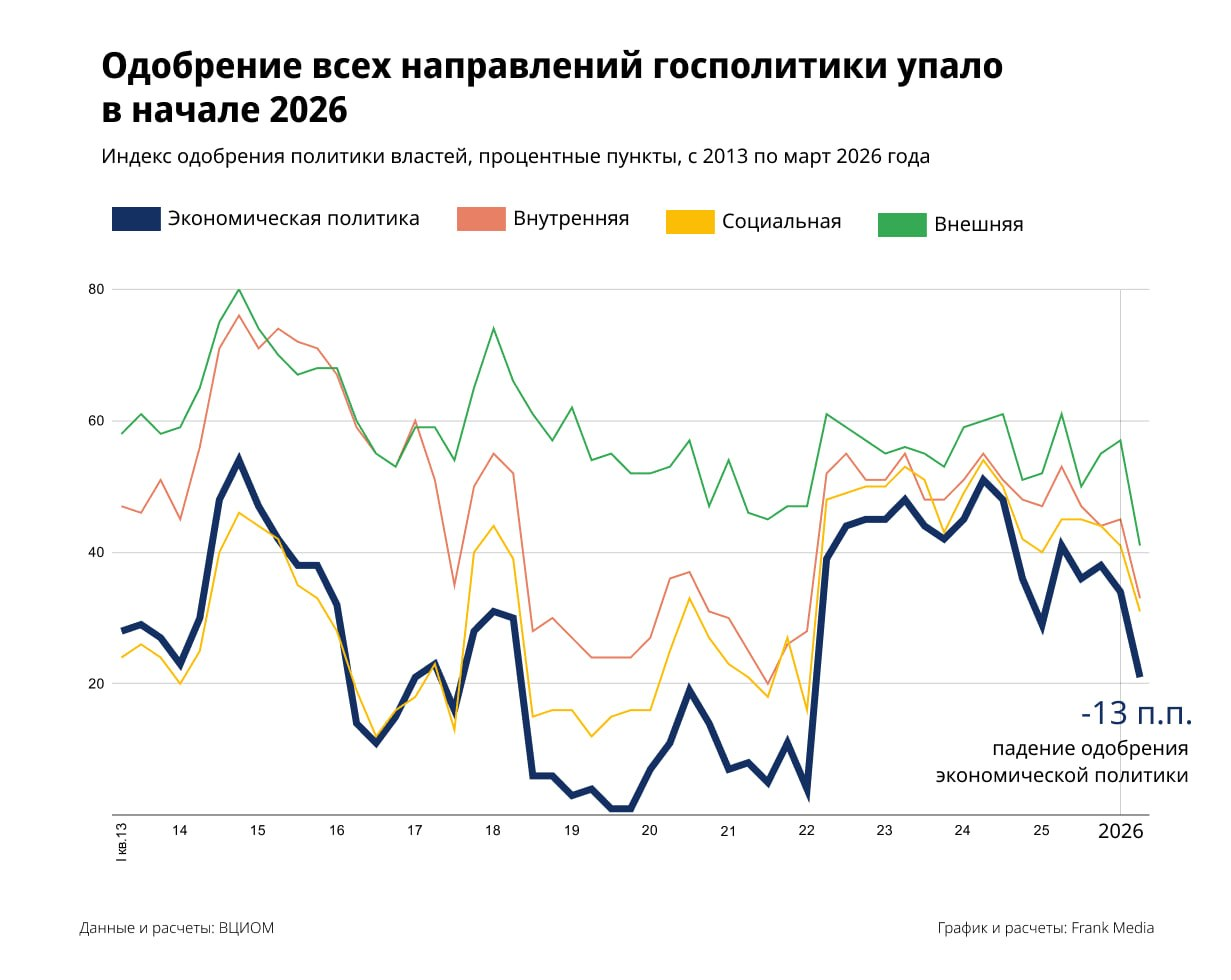 Одобрение всех направлений госполитики упало
в начале 2026
Индекс одобрения политики властей, процентные пункты, с 2013 по март 2026 года
Экономическая политика
Внутренняя
Социальная
Внешняя
80
60
40
20
-13 п.п.
падение одобрения
экономической политики
I кв.13
14
15
16
17
18
19
20
21
22
23
24
25
2026
Данные и расчеты: ВЦИОМ
График и расчеты: Frank Media